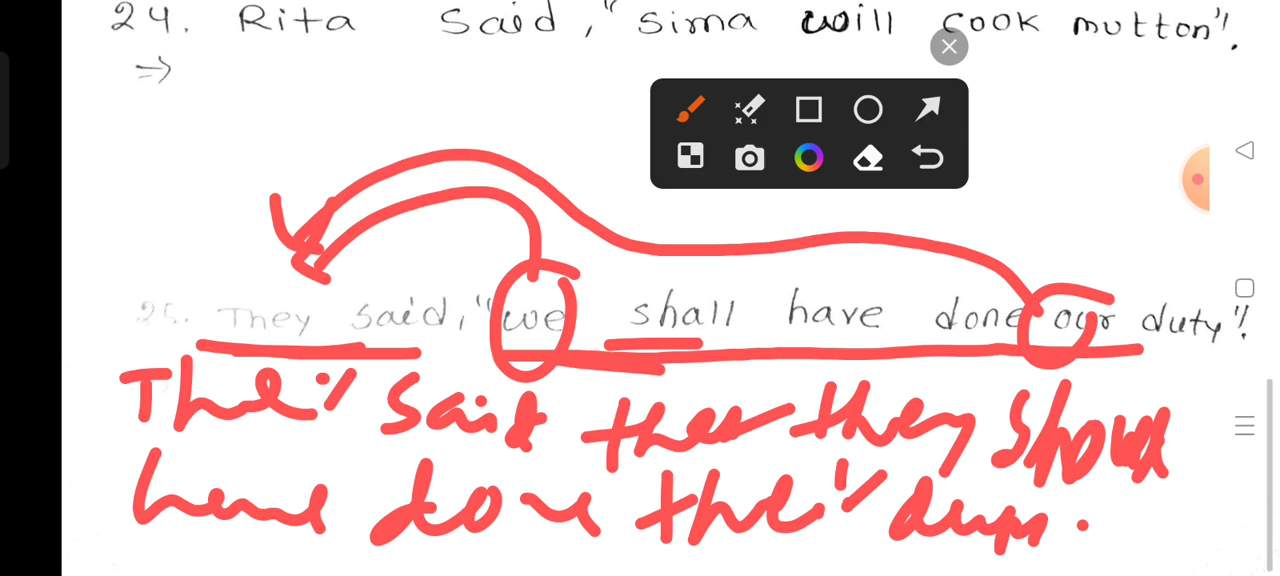 24. Rita Said, "Sima will cook mutton".
⇒
25. They said, "we shall have done our duty".
They said they should
have done their duty.